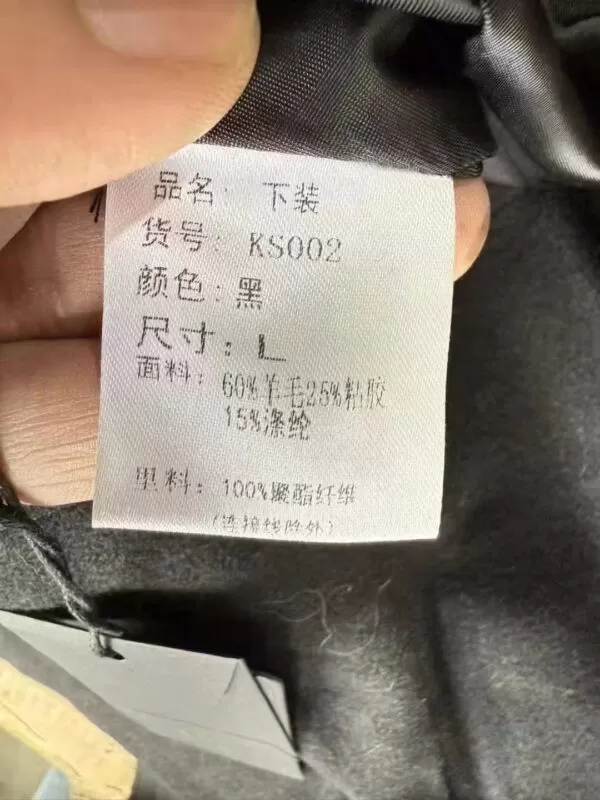 品名: 下装
货号: KS002
颜色: 黑
尺寸: L
面料: 60%羊毛25%粘胶
15%涤纶
里料: 100%聚酯纤维
(连接线除外)